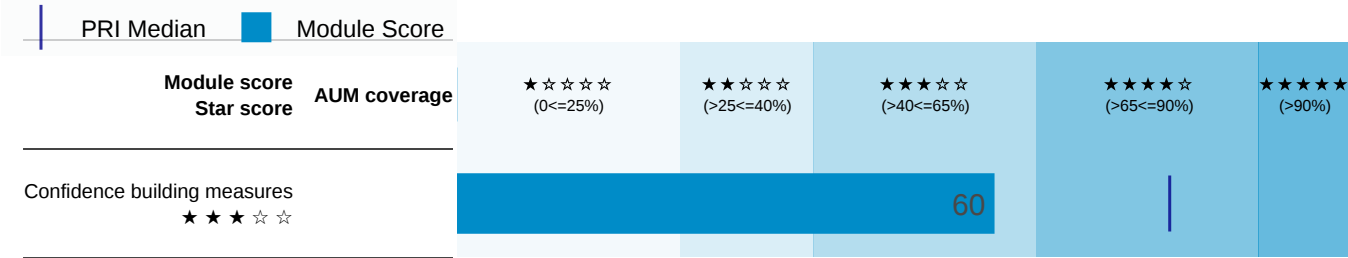 PRI Median Module Score
Module score
Star score
AUM coverage
★☆☆☆☆ ★★☆☆☆ ★★★☆☆ ★★★★☆ ★★★★★
(0<=25%) (>25<=40%) (>40<=65%) (>65<=90%) (>90%)
Confidence building measures
★★★☆☆
60